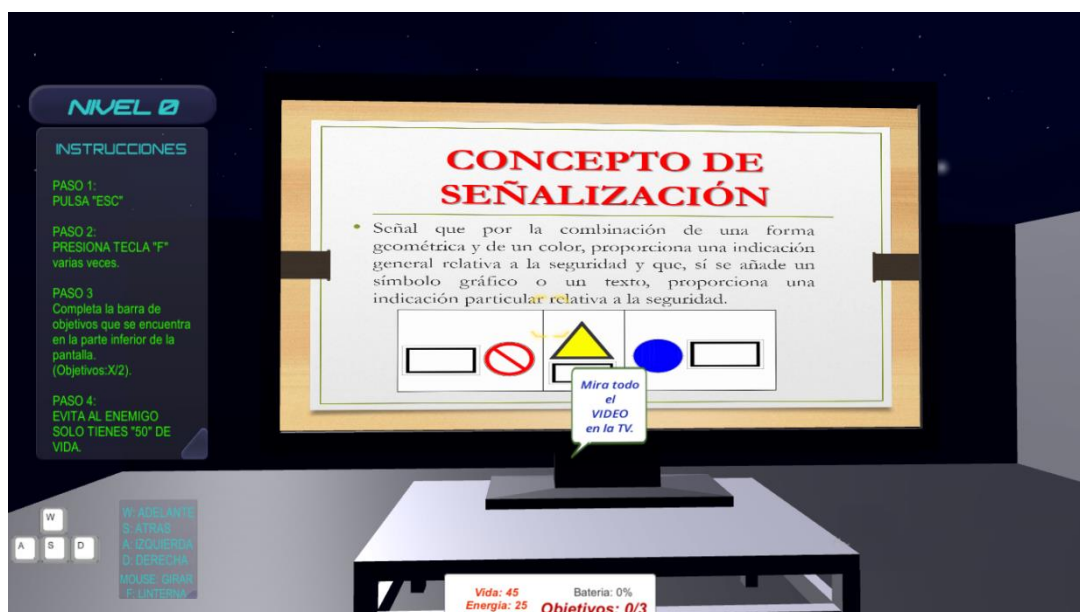 NIVEL 0
INSTRUCCIONES
PASO 1:
PULSA "ESC"
PASO 2:
PRESIONA TECLA "F"
varias veces.
PASO 3
Completa la barra de
objetivos que se encuentra
en la parte inferior de la
pantalla.
(Objetivos:X/2).
PASO 4:
EVITA AL ENEMIGO
SOLO TIENES "50" DE
VIDA.
CONCEPTO DE
SEÑALIZACIÓN
• Señal que por la combinación de una forma
geométrica y de un color, proporciona una indicación
general relativa a la seguridad y que, sí se añade un
símbolo gráfico o un texto, proporciona una
indicación particular relativa a la seguridad.
Mira todo
el
VIDEO
en la TV.
W
A S D
W: ADELANTE
S: ATRAS
A: IZQUIERDA
D: DERECHA
MOUSE: GIRAR
F: LINTERNA
Vida: 45 Bateria: 0%
Energia: 25 Objetivos: 0/3